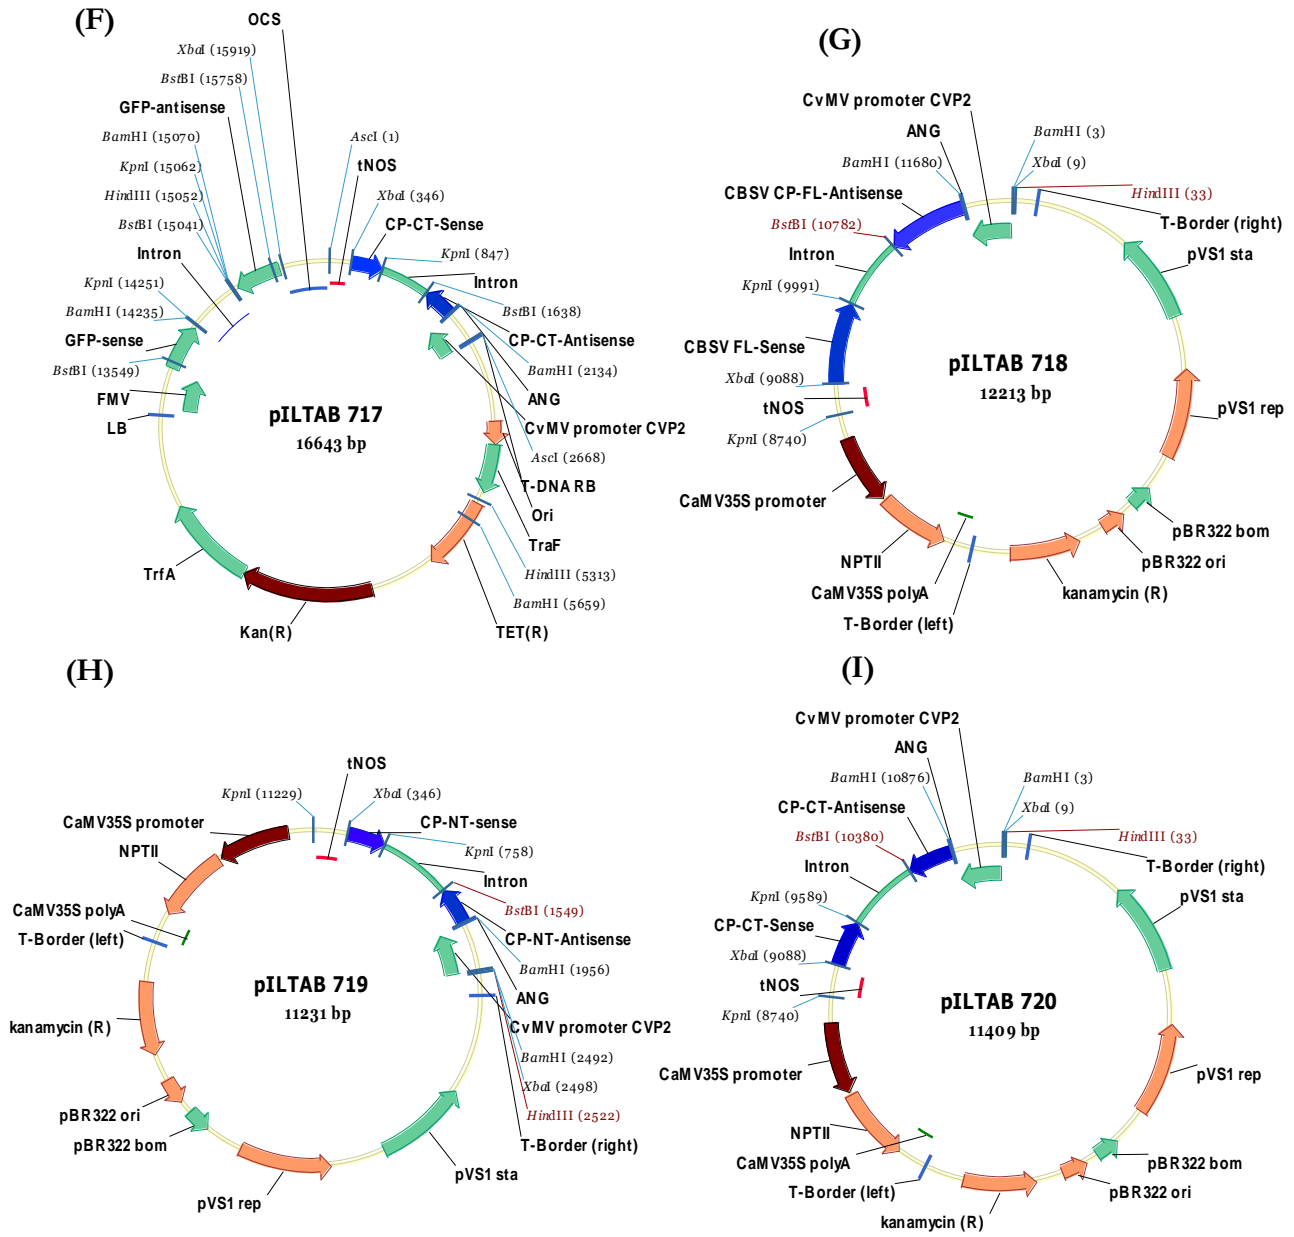 (F)
OCS
XbaI (15919)
BstBI (15758)
GFP-antisense
BamHI (15070)
KpnI (15062)
HindIII (15052)
BstBI (15041)
Intron
KpnI (14251)
BamHI (14235)
GFP-sense
BstBI (13549)
FMV
LB
TrfA
Kan(R)
AscI (1)
tNOS
XbaI (346)
CP-CT-Sense
KpnI (847)
Intron
BstBI (1638)
CP-CT-Antisense
BamHI (2134)
ANG
CvMV promoter CVP2
AscI (2668)
T-DNA RB
Ori
TraF
HindIII (5313)
BamHI (5659)
TET(R)
pILTAB 717
16643 bp
(G)
CvMV promoter CVP2
ANG
BamHI (11680)
CBSV CP-FL-Antisense
BstBI (10782)
Intron
KpnI (9991)
CBSV FL-Sense
XbaI (9088)
tNOS
KpnI (8740)
CaMV35S promoter
NPTII
CaMV35S polyA
T-Border (left)
BamHI (3)
XbaI (9)
HindIII (33)
T-Border (right)
pVS1 sta
pVS1 rep
pBR322 bom
pBR322 ori
kanamycin (R)
pILTAB 718
12213 bp
(H)
tNOS
KpnI (11229)
XbaI (346)
CaMV35S promoter
CP-NT-sense
NPTII
KpnI (758)
Intron
CaMV35S polyA
BstBI (1549)
T-Border (left)
CP-NT-Antisense
BamHI (1956)
ANG
CvMV promoter CVP2
BamHI (2492)
XbaI (2498)
HindIII (2522)
T-Border (right)
kanamycin (R)
pBR322 ori
pBR322 bom
pVS1 rep
pVS1 sta
pILTAB 719
11231 bp
(I)
CvMV promoter CVP2
ANG
BamHI (10876)
CP-CT-Antisense
BstBI (10380)
Intron
KpnI (9589)
CP-CT-Sense
XbaI (9088)
tNOS
KpnI (8740)
CaMV35S promoter
NPTII
CaMV35S polyA
T-Border (left)
kanamycin (R)
BamHI (3)
XbaI (9)
HindIII (33)
T-Border (right)
pVS1 sta
pVS1 rep
pBR322 bom
pBR322 ori
pILTAB 720
11409 bp